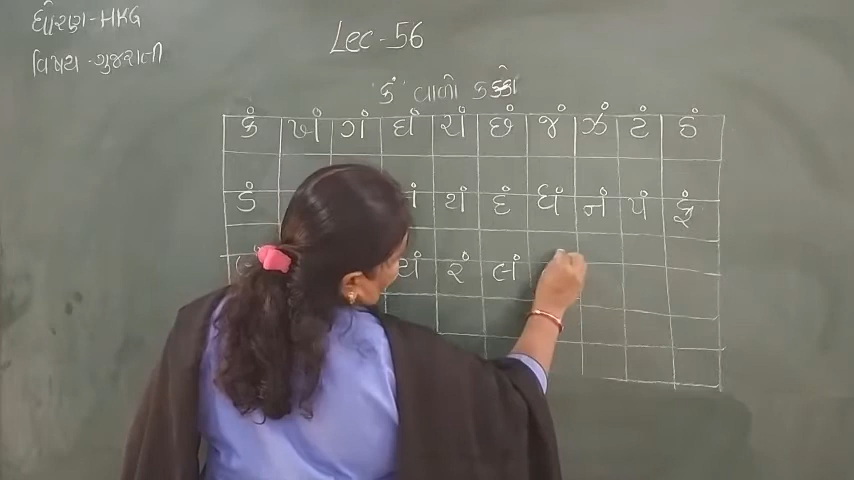 ધોરણ-HKG
વિષય-ગુજરાતી
Lec-56
'કં' વાળો કક્કો
કં ખં ગં ઘં ચં છં જં ઝં ટં ઠં
ડં થં દં ધં નં પં ફં
યં રં લં